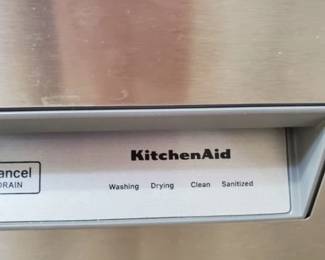 ancel
DRAIN
KitchenAid
Washing Drying Clean Sanitized